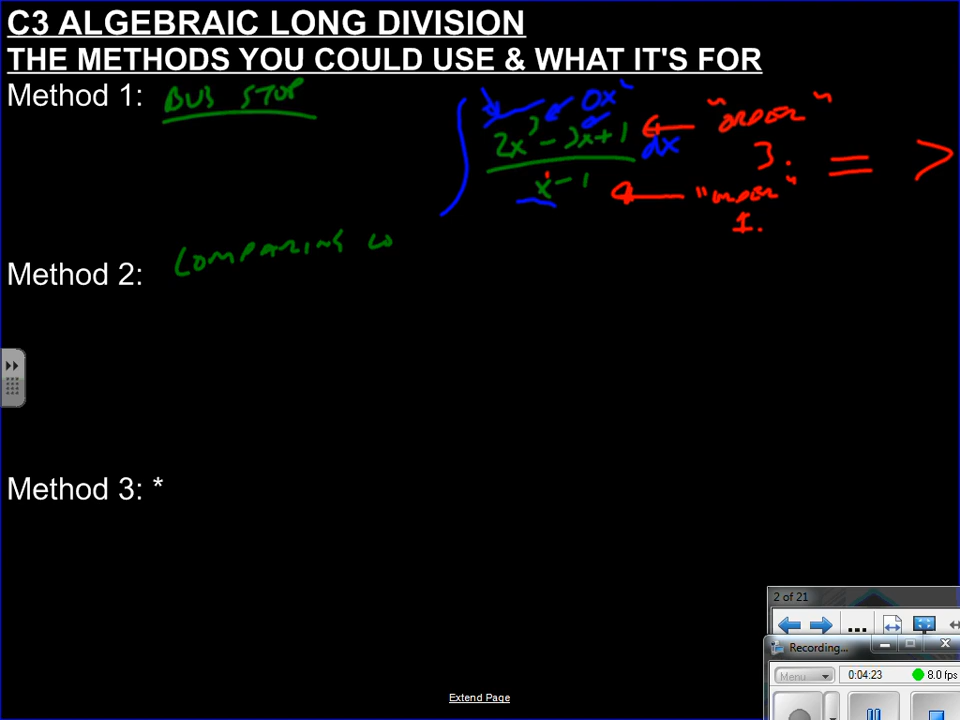 C3 ALGEBRAIC LONG DIVISION
THE METHODS YOU COULD USE & WHAT IT'S FOR
Method 1: BUS STOP
∫ (2x³ - 3x + 1)/(x - 1) dx
0x²
"ORDER"
3.
= >
"ORDER"
1.
Method 2: COMPARING CO
Method 3: *
2 of 21
...
Recording...
Menu
0:04:23
8.0 fps
Extend Page